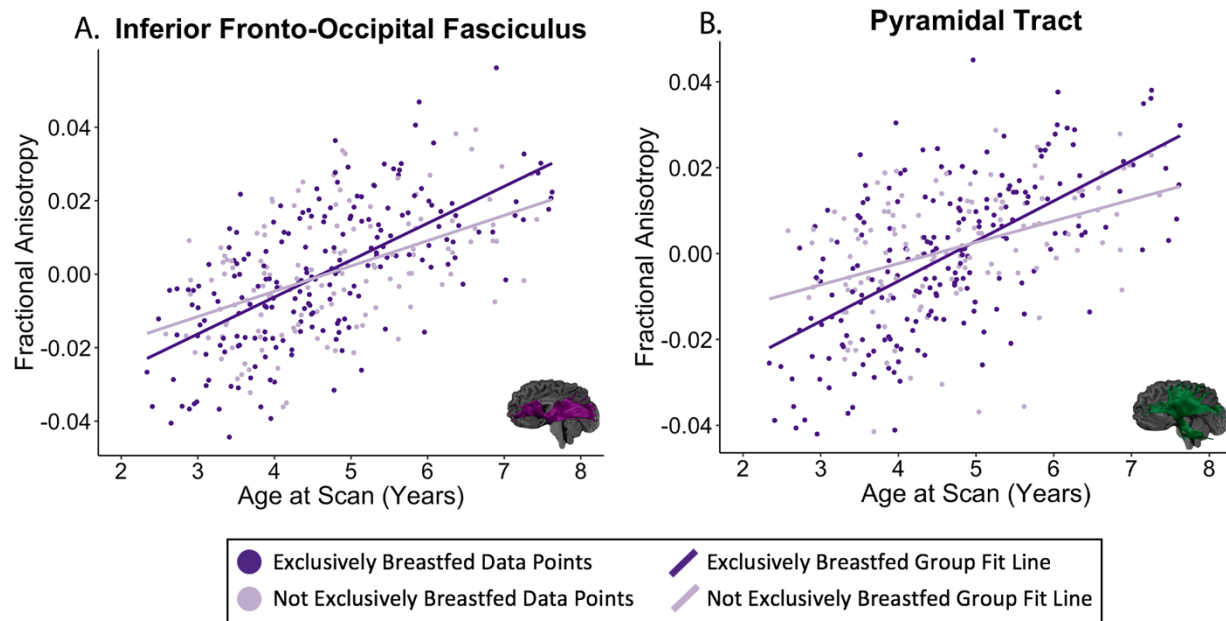 A. Inferior Fronto-Occipital Fasciculus
Fractional Anisotropy
0.04
0.02
0.00
-0.02
-0.04
2 3 4 5 6 7 8
Age at Scan (Years)
B. Pyramidal Tract
Fractional Anisotropy
0.04
0.02
0.00
-0.02
-0.04
2 3 4 5 6 7 8
Age at Scan (Years)
Exclusively Breastfed Data Points
Exclusively Breastfed Group Fit Line
Not Exclusively Breastfed Data Points
Not Exclusively Breastfed Group Fit Line